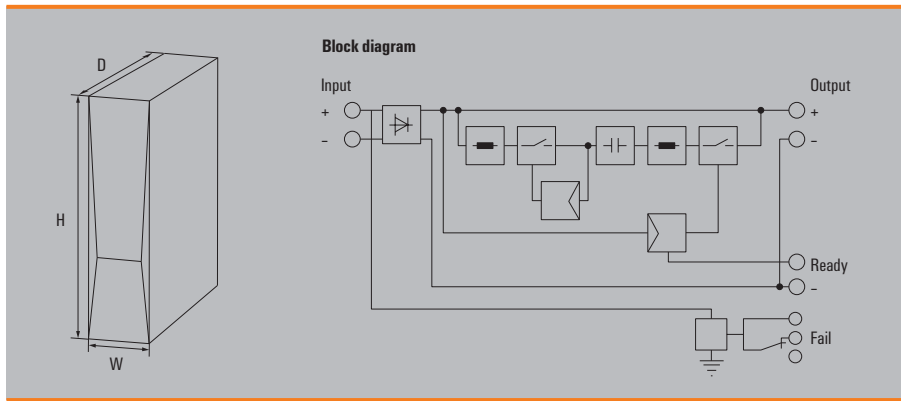 Block diagram
D
H
W
Input
Output
+
+
–
–
Ready
–
Fail